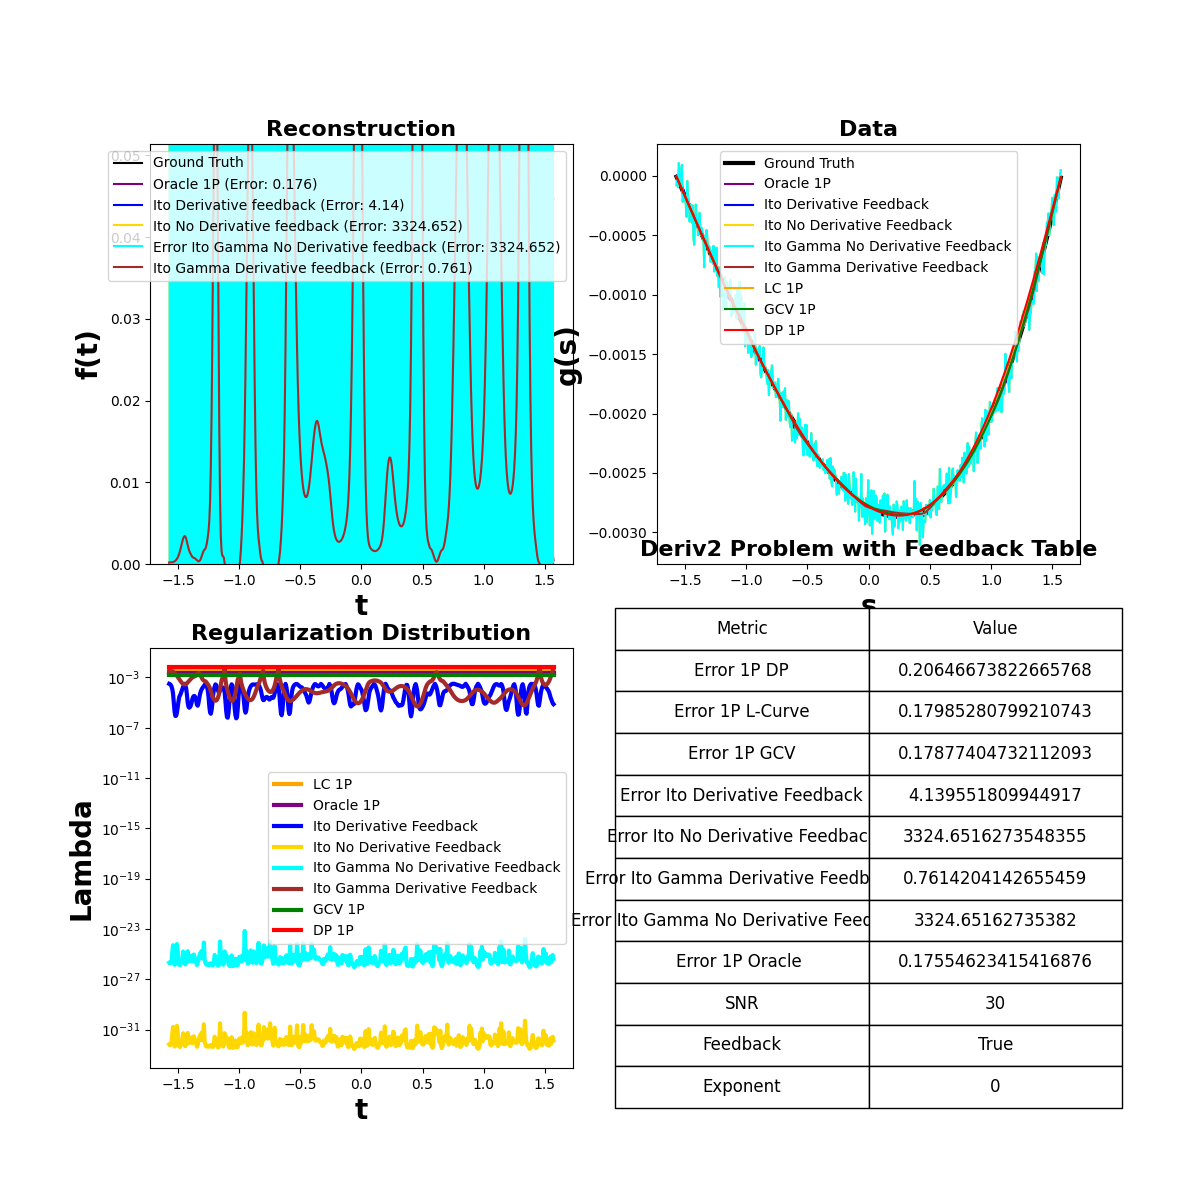 Reconstruction
0.05
0.04
0.03
0.02
0.01
0.00
f(t)
Ground Truth
Oracle 1P (Error: 0.176)
Ito Derivative feedback (Error: 4.14)
Ito No Derivative feedback (Error: 3324.652)
Error Ito Gamma No Derivative feedback (Error: 3324.652)
Ito Gamma Derivative feedback (Error: 0.761)
−1.5 −1.0 −0.5 0.0 0.5 1.0 1.5
t
Data
0.0000
−0.0005
−0.0010
−0.0015
−0.0020
−0.0025
−0.0030
g(s)
Ground Truth
Oracle 1P
Ito Derivative Feedback
Ito No Derivative Feedback
Ito Gamma No Derivative Feedback
Ito Gamma Derivative Feedback
LC 1P
GCV 1P
DP 1P
−1.5 −1.0 −0.5 0.0 0.5 1.0 1.5
s
Regularization Distribution
10⁻³
10⁻⁷
10⁻¹¹
10⁻¹⁵
10⁻¹⁹
10⁻²³
10⁻²⁷
10⁻³¹
Lambda
LC 1P
Oracle 1P
Ito Derivative Feedback
Ito No Derivative Feedback
Ito Gamma No Derivative Feedback
Ito Gamma Derivative Feedback
GCV 1P
DP 1P
−1.5 −1.0 −0.5 0.0 0.5 1.0 1.5
t
Deriv2 Problem with Feedback Table
Metric Value
Error 1P DP 0.20646673822665768
Error 1P L-Curve 0.17985280799210743
Error 1P GCV 0.17877404732112093
Error Ito Derivative Feedback 4.139551809944917
Error Ito No Derivative Feedbac 3324.6516273548355
Error Ito Gamma Derivative Feedb 0.7614204142655459
Error Ito Gamma No Derivative Feed 3324.65162735382
Error 1P Oracle 0.17554623415416876
SNR 30
Feedback True
Exponent 0